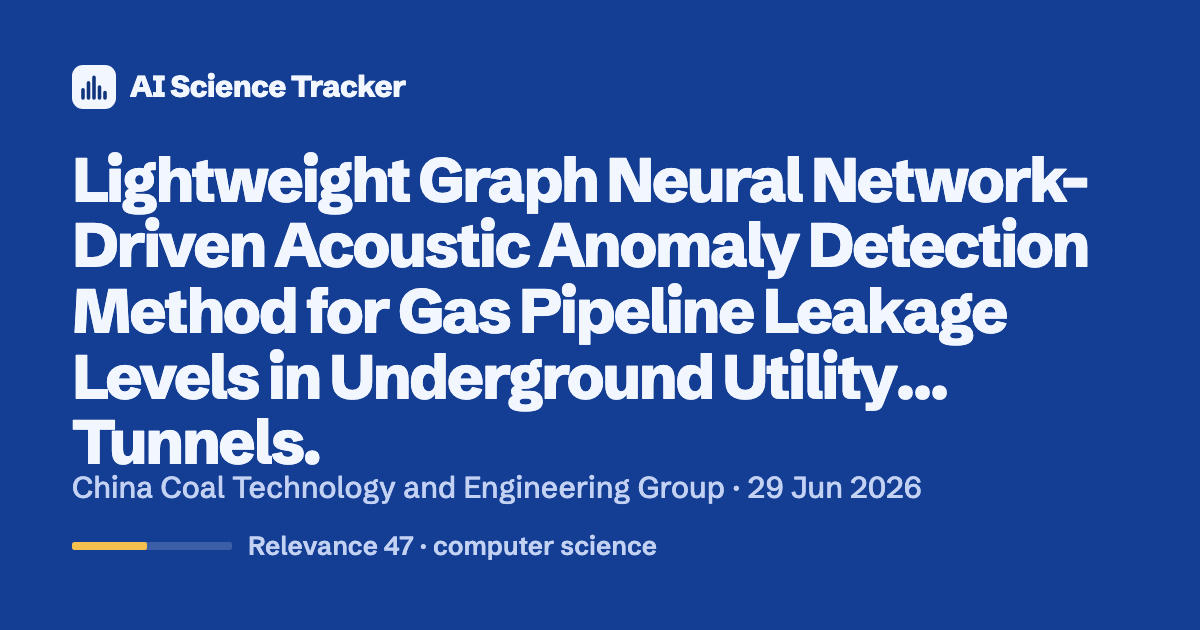 AI Science Tracker
Lightweight Graph Neural Network-
Driven Acoustic Anomaly Detection
Method for Gas Pipeline Leakage
Levels in Underground Utility...
Tunnels.
China Coal Technology and Engineering Group · 29 Jun 2026
Relevance 47 · computer science